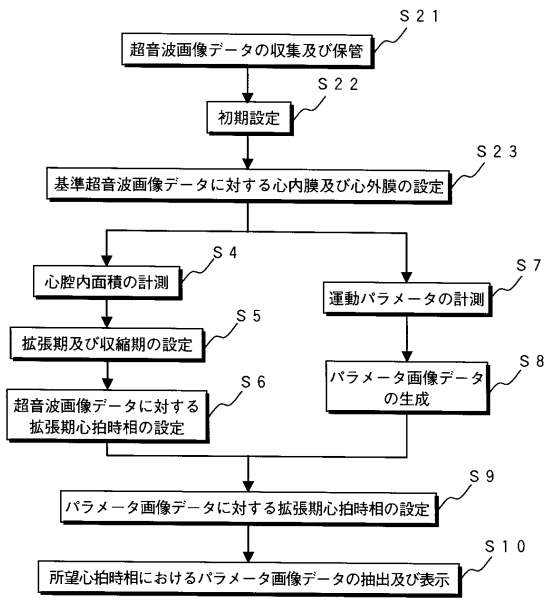 S21
超音波画像データの収集及び保管
S22
初期設定
S23
基準超音波画像データに対する心内膜及び心外膜の設定
S4
心腔内面積の計測
S5
拡張期及び収縮期の設定
S6
超音波画像データに対する
拡張期心拍時相の設定
S7
運動パラメータの計測
S8
パラメータ画像データ
の生成
S9
パラメータ画像データに対する拡張期心拍時相の設定
S10
所望心拍時相におけるパラメータ画像データの抽出及び表示